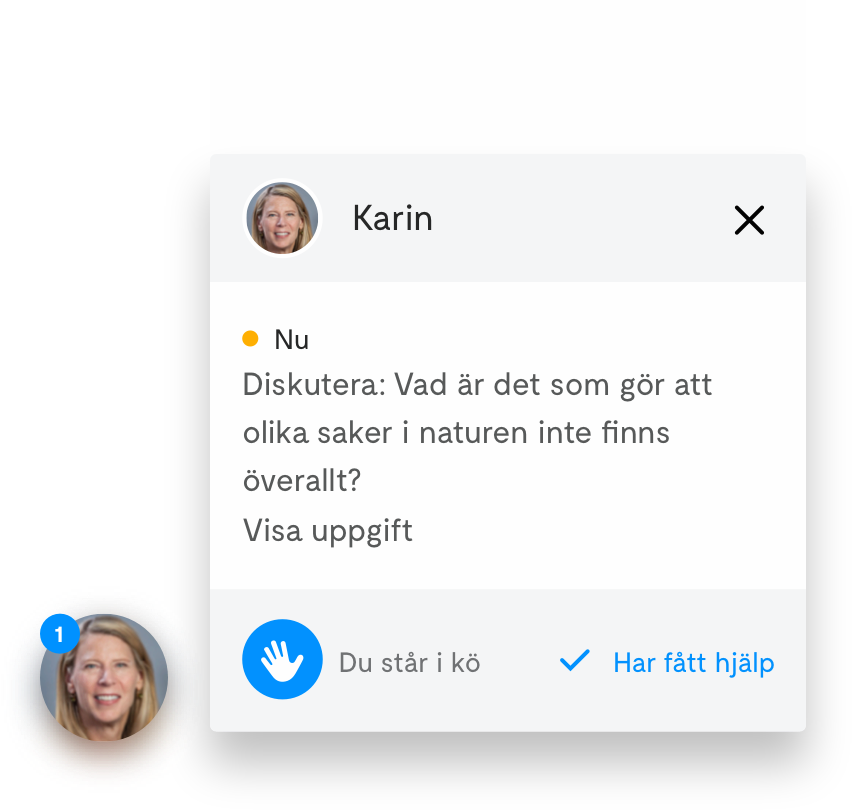 Karin
Nu
Diskutera: Vad är det som gör att
olika saker i naturen inte finns
överallt?
Visa uppgift
1
Du står i kö
Har fått hjälp